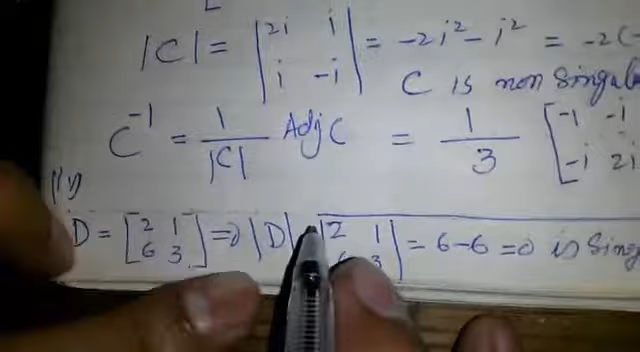 |C| = |2i i| = -2i² - i² = -2(-
|i -i| C is non Singula
C⁻¹ = 1/|C| Adj C = 1/3 [-i -i
-i 2i
(iv)
D = [2 1 => |D| |2 1| = 6-6 = 0 is Sing
6 3] 6 3|